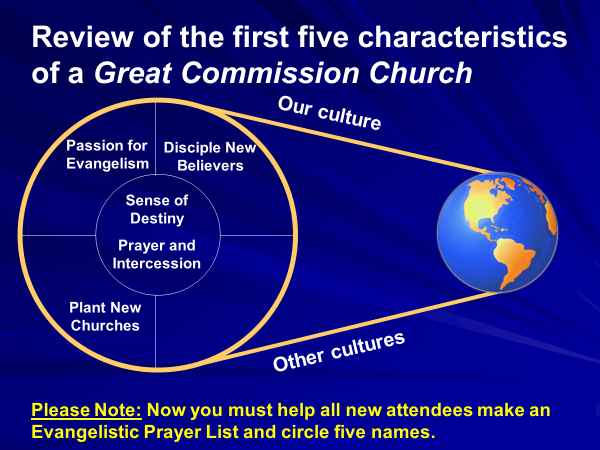 Review of the first five characteristics
of a Great Commission Church
Our culture
Passion for
Evangelism
Disciple New
Believers
Sense of
Destiny
Prayer and
Intercession
Plant New
Churches
Other cultures
Please Note: Now you must help all new attendees make an
Evangelistic Prayer List and circle five names.